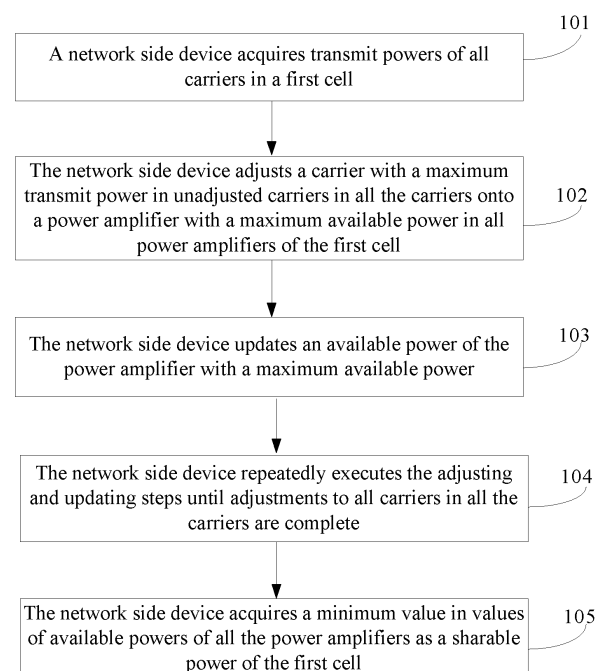 101
A network side device acquires transmit powers of all
carriers in a first cell
The network side device adjusts a carrier with a maximum
transmit power in unadjusted carriers in all the carriers onto
a power amplifier with a maximum available power in all
power amplifiers of the first cell
102
The network side device updates an available power of the
power amplifier with a maximum available power
103
The network side device repeatedly executes the adjusting
and updating steps until adjustments to all carriers in all the
carriers are complete
104
The network side device acquires a minimum value in values
of available powers of all the power amplifiers as a sharable
power of the first cell
105